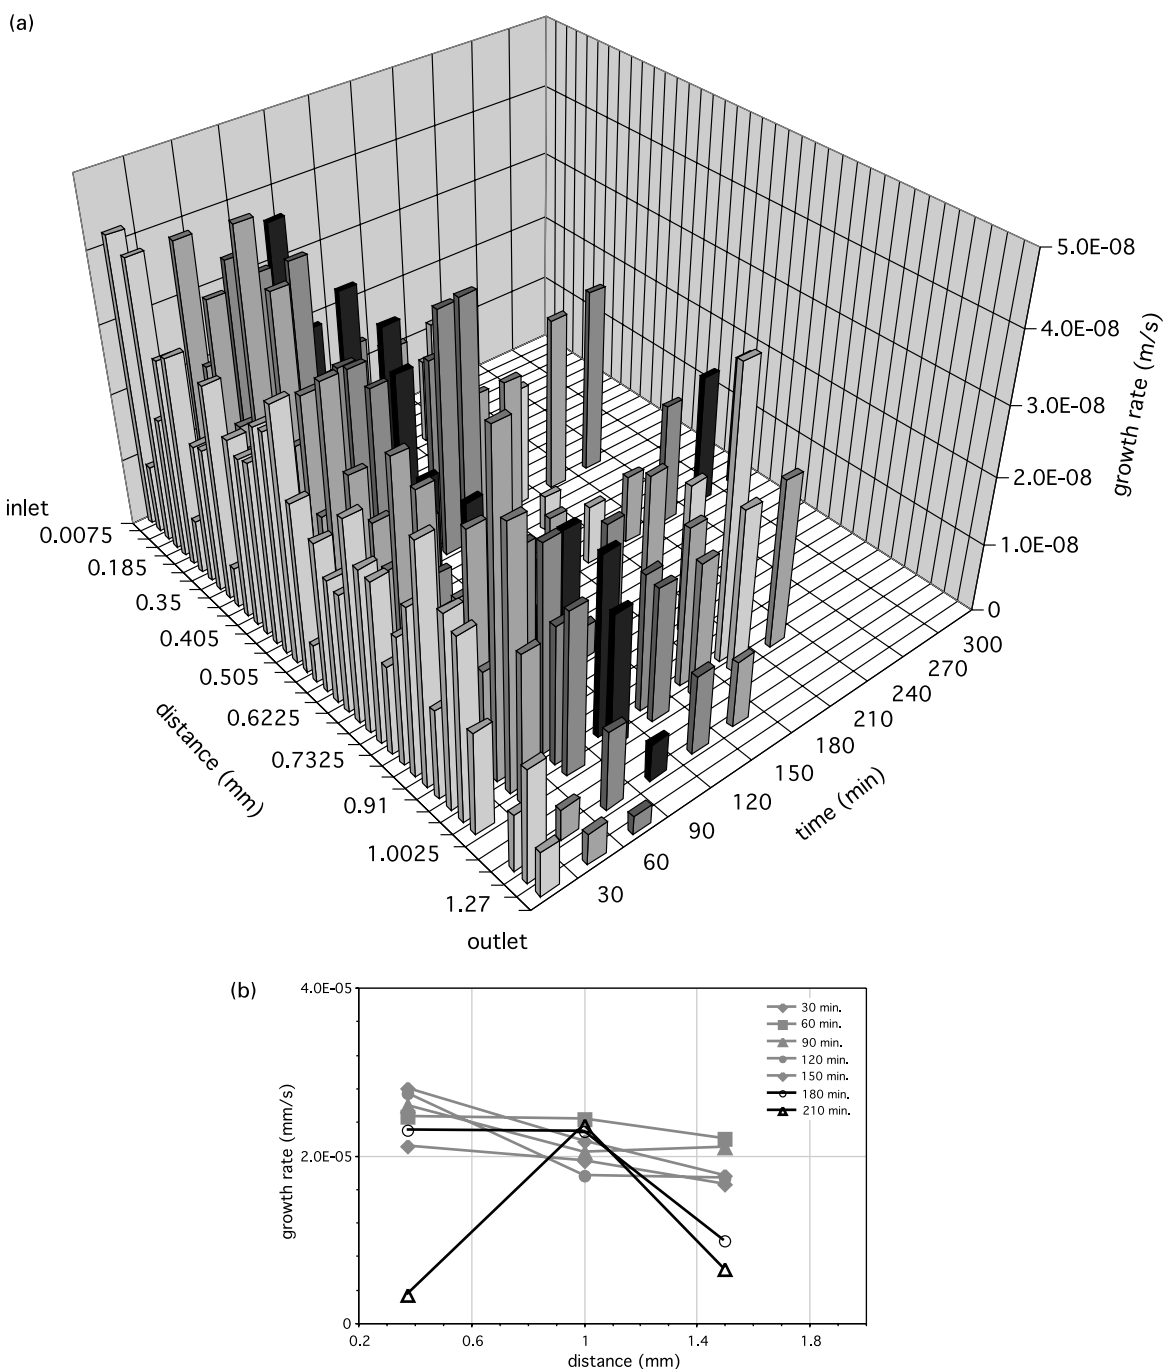 (a)
5.0E-08
4.0E-08
3.0E-08
2.0E-08
1.0E-08
0
growth rate (m/s)
inlet
0.0075
0.185
0.35
0.405
0.505
0.6225
0.7325
0.91
1.0025
1.27
outlet
distance (mm)
300
270
240
210
180
150
120
90
60
30
time (min)
(b)
4.0E-05
2.0E-05
0
growth rate (mm/s)
30 min.
60 min.
90 min.
120 min.
150 min.
180 min.
210 min.
0.2 0.6 1 1.4 1.8
distance (mm)